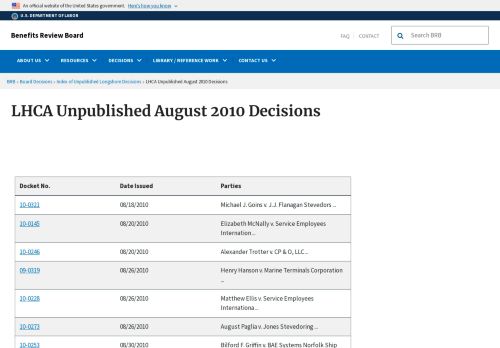 An official website of the United States government. Here's how you know
U.S. DEPARTMENT OF LABOR
Benefits Review Board
FAQ
CONTACT
Search BRB
ABOUT US
RESOURCES
DECISIONS
LIBRARY / REFERENCE WORK
CONTACT US
BRB › Board Decisions › Index of Unpublished Longshore Decisions › LHCA Unpublished August 2010 Decisions
LHCA Unpublished August 2010 Decisions
Docket No. Date Issued Parties
10-0321 08/18/2010 Michael J. Goins v. J.J. Flanagan Stevedors ...
10-0145 08/20/2010 Elizabeth McNally v. Service Employees
Internation...
10-0246 08/20/2010 Alexander Trotter v. CP & O, LLC...
09-0319 08/26/2010 Henry Hanson v. Marine Terminals Corporation
...
10-0228 08/26/2010 Matthew Ellis v. Service Employees
Internationa...
10-0273 08/26/2010 August Paglia v. Jones Stevedoring ...
10-0253 08/30/2010 Bilford F. Griffin v. BAE Systems Norfolk Ship